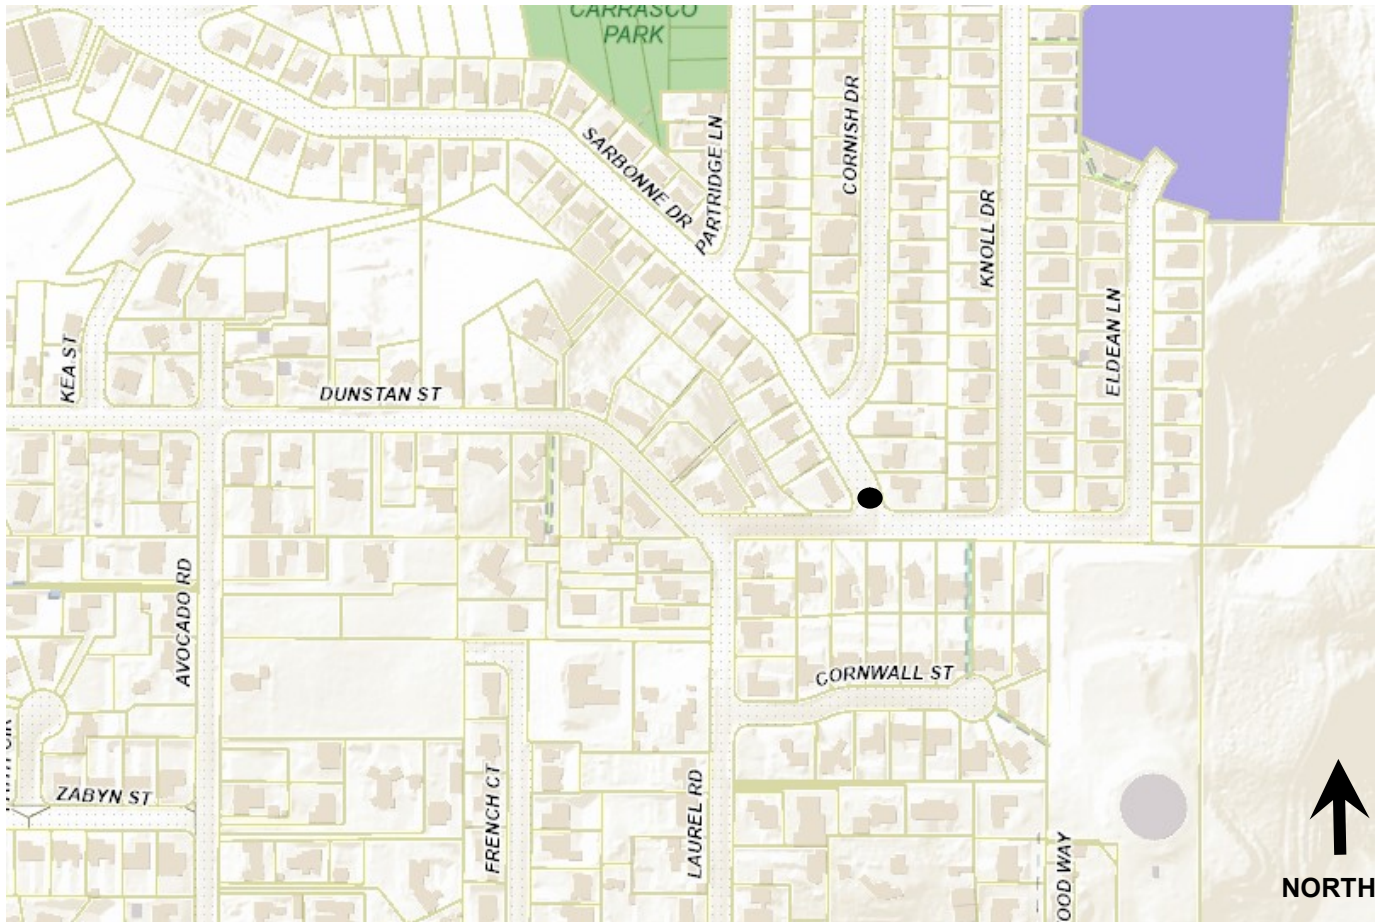 CARRASCO
PARK
SARBONNE DR
PARTRIDGE LN
CORNISH DR
KNOLL DR
ELDEAN LN
KEA ST
DUNSTAN ST
AVOCADO RD
CORNWALL ST
ZABYN ST
FRENCH CT
LAUREL RD
OOD WAY
NORTH